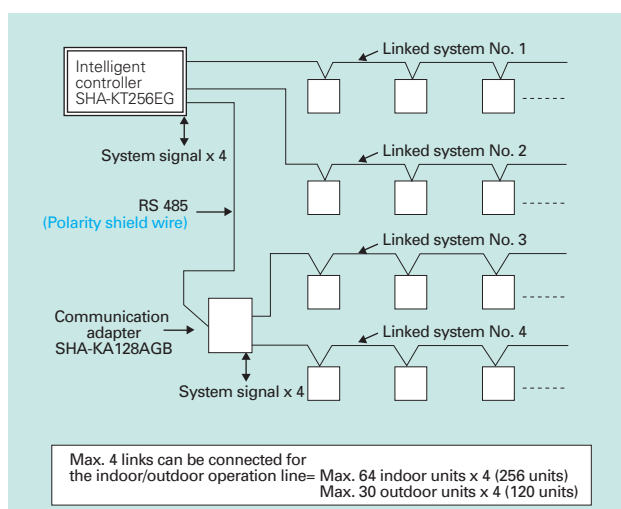 Intelligent
controller
SHA-KT256EG
Linked system No. 1
System signal x 4
Linked system No. 2
RS 485
(Polarity shield wire)
Linked system No. 3
Communication
adapter
SHA-KA128AGB
Linked system No. 4
System signal x 4
Max. 4 links can be connected for
the indoor/outdoor operation line= Max. 64 indoor units x 4 (256 units)
Max. 30 outdoor units x 4 (120 units)